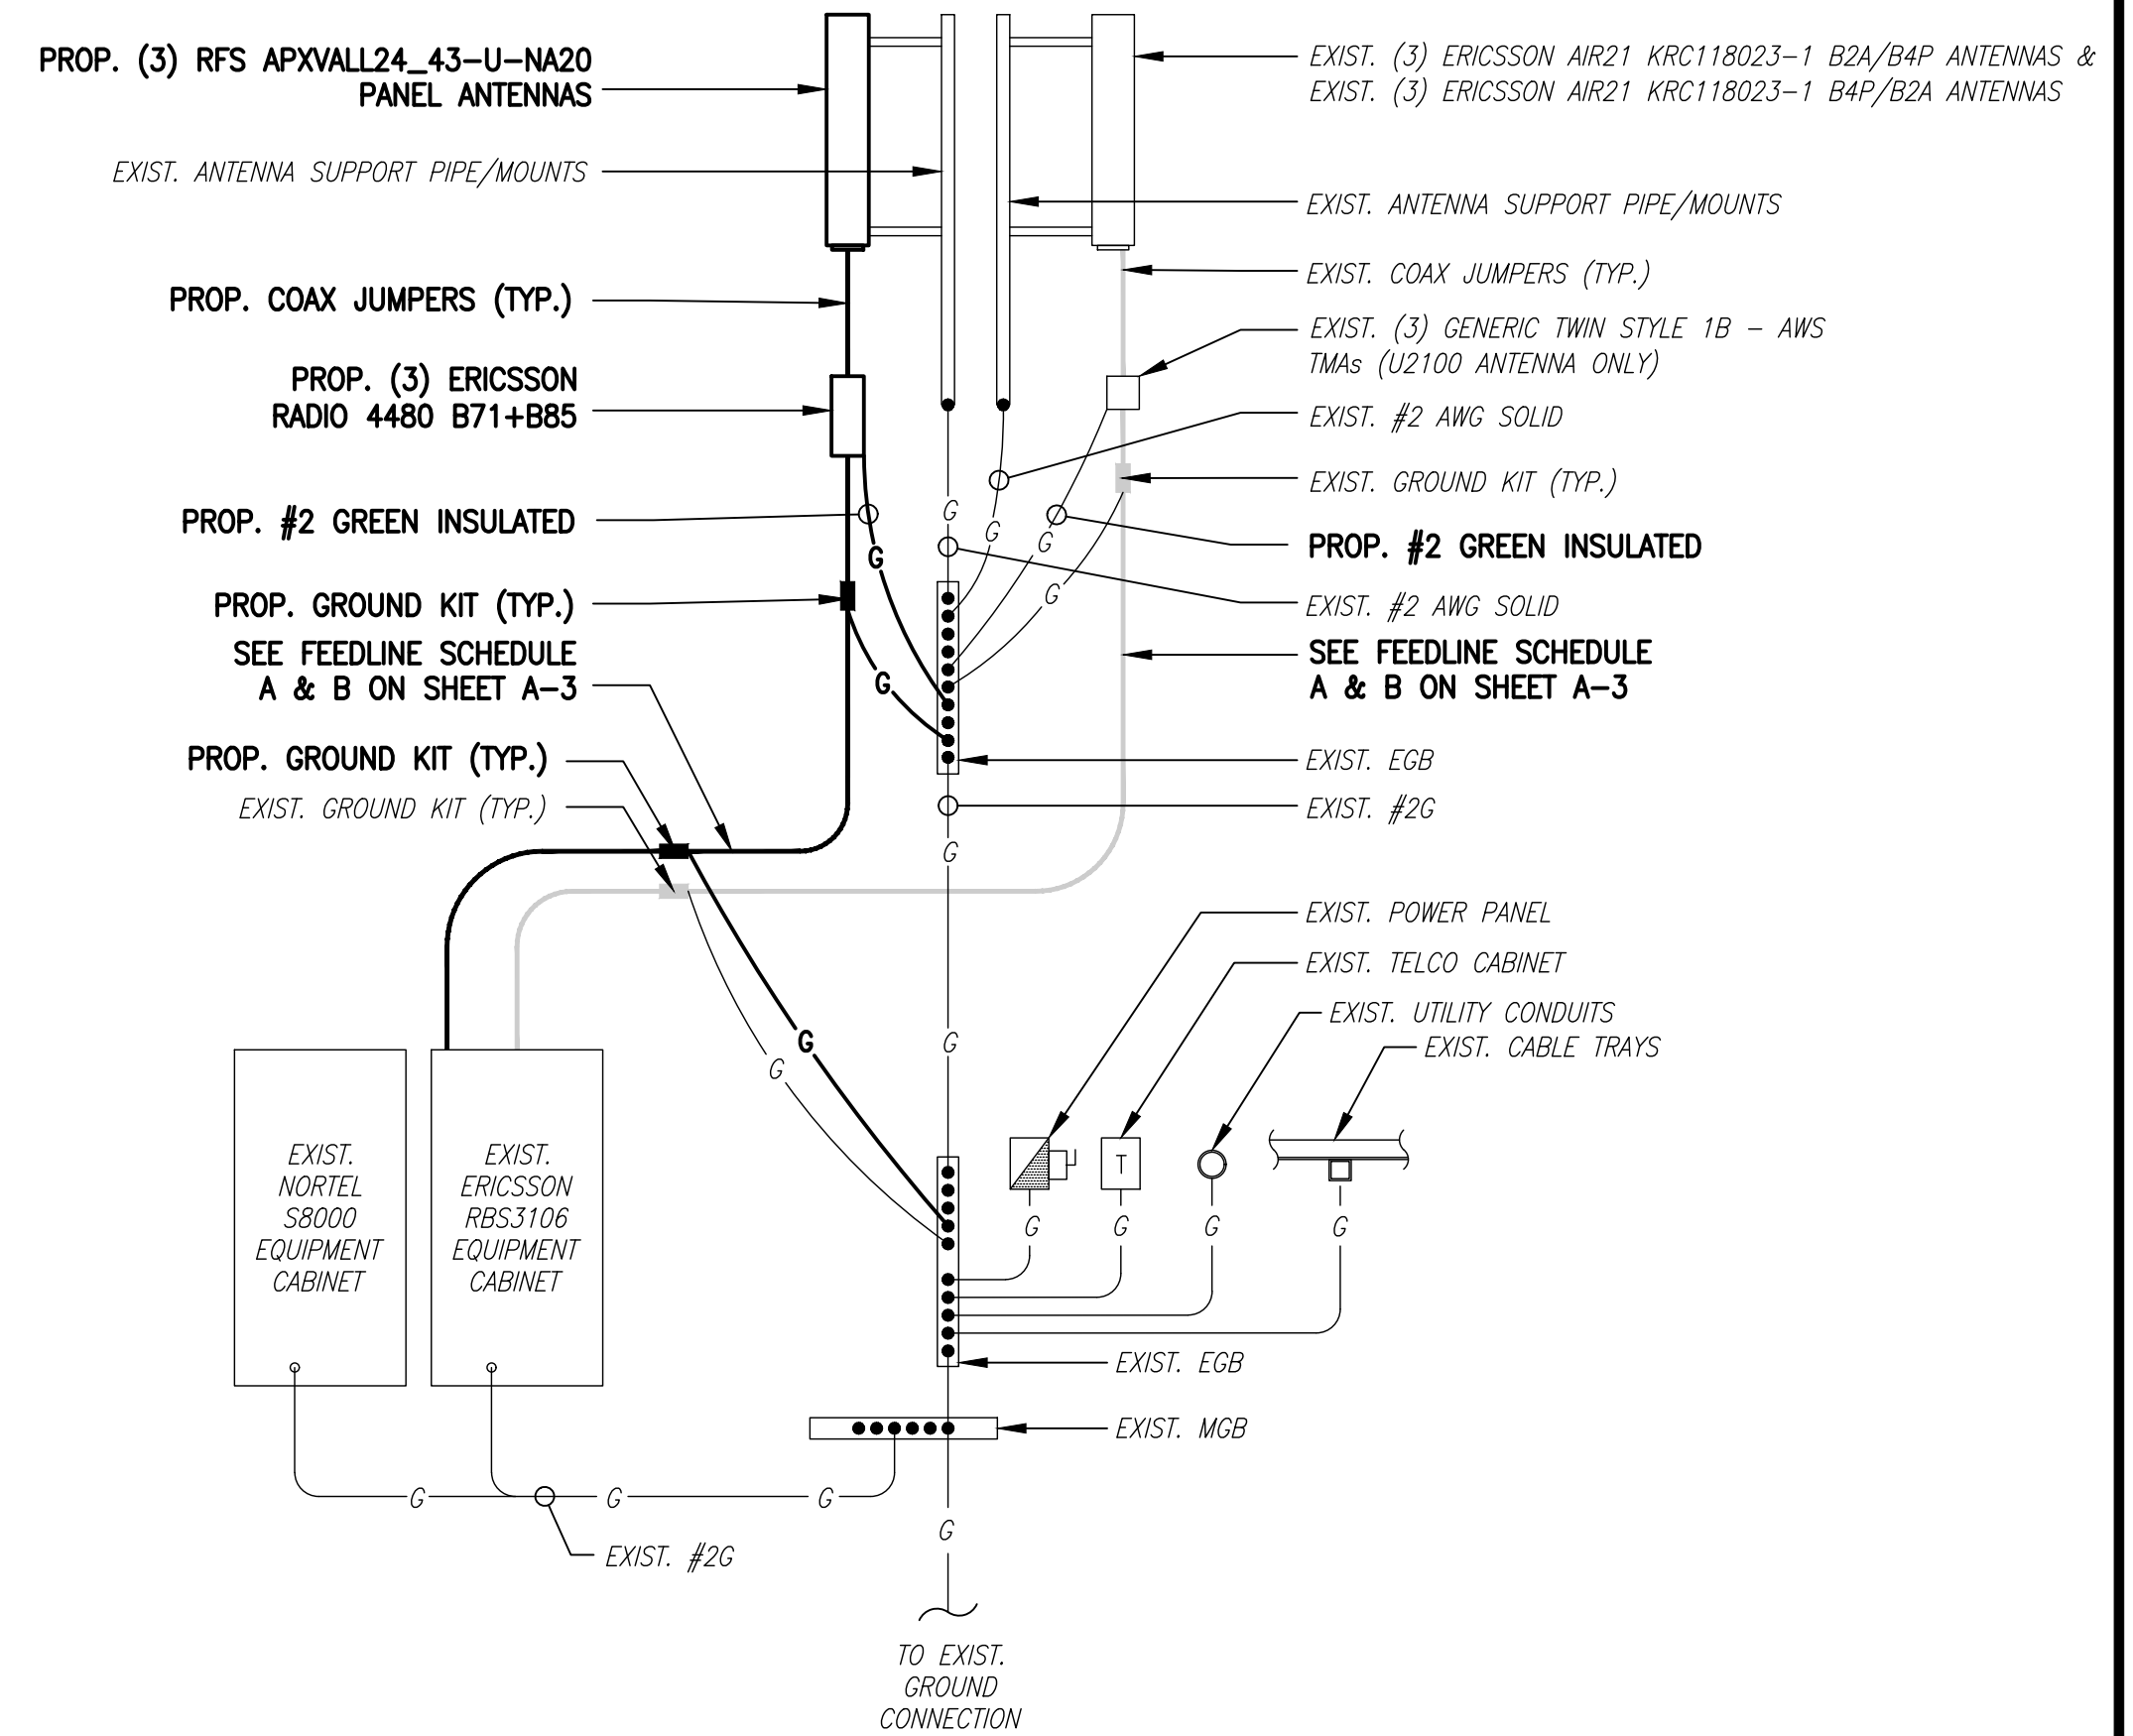 PROP. (3) RFS APXVALL24_43-U-NA20
PANEL ANTENNAS
EXIST. ANTENNA SUPPORT PIPE/MOUNTS
PROP. COAX JUMPERS (TYP.)
PROP. (3) ERICSSON
RADIO 4480 B71+B85
PROP. #2 GREEN INSULATED
PROP. GROUND KIT (TYP.)
SEE FEEDLINE SCHEDULE
A & B ON SHEET A-3
PROP. GROUND KIT (TYP.)
EXIST. GROUND KIT (TYP.)
EXIST. (3) ERICSSON AIR21 KRC118023-1 B2A/B4P ANTENNAS &
EXIST. (3) ERICSSON AIR21 KRC118023-1 B4P/B2A ANTENNAS
EXIST. ANTENNA SUPPORT PIPE/MOUNTS
EXIST. COAX JUMPERS (TYP.)
EXIST. (3) GENERIC TWIN STYLE 1B - AWS
TMAs (U2100 ANTENNA ONLY)
EXIST. #2 AWG SOLID
EXIST. GROUND KIT (TYP.)
PROP. #2 GREEN INSULATED
EXIST. #2 AWG SOLID
SEE FEEDLINE SCHEDULE
A & B ON SHEET A-3
EXIST. EGB
EXIST. #2G
G
G
G
G
G
G
G
G
G
G
EXIST. POWER PANEL
EXIST. TELCO CABINET
EXIST. UTILITY CONDUITS
EXIST. CABLE TRAYS
T
G
G
G
G
EXIST.
NORTEL
S8000
EQUIPMENT
CABINET
EXIST.
ERICSSON
RBS3106
EQUIPMENT
CABINET
EXIST. EGB
EXIST. MGB
G
G
G
G
EXIST. #2G
TO EXIST.
GROUND
CONNECTION